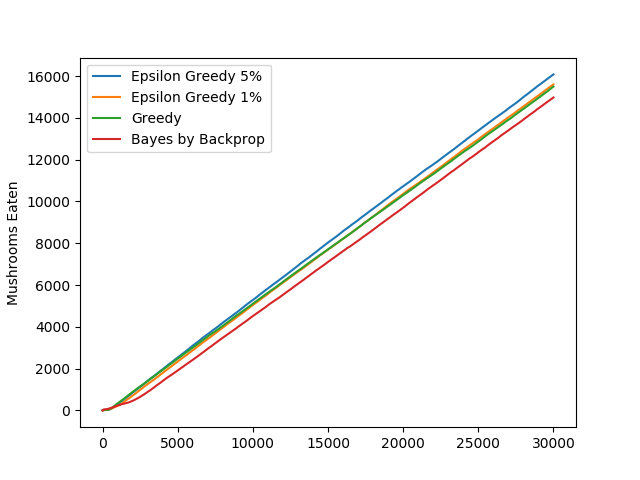 Epsilon Greedy 5%
Epsilon Greedy 1%
Greedy
Bayes by Backprop
Mushrooms Eaten
16000
14000
12000
10000
8000
6000
4000
2000
0
0 5000 10000 15000 20000 25000 30000